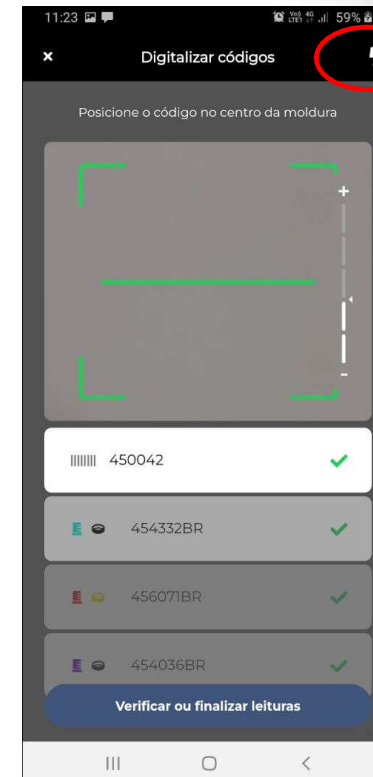 11:23 59%
Digitalizar códigos
Posicione o código no centro da moldura
+
-
450042
454332BR
456071BR
454036BR
Verificar ou finalizar leituras